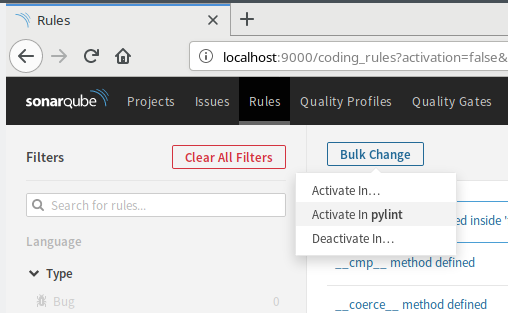 Rules
localhost:9000/coding_rules?activation=false&
sonarqube Projects Issues Rules Quality Profiles Quality Gates
Filters
Clear All Filters
Bulk Change
Activate In…
Activate In pylint
Deactivate In…
Search for rules...
Language
Type
Bug 0
ed inside "
__cmp__ method defined
__coerce__ method defined